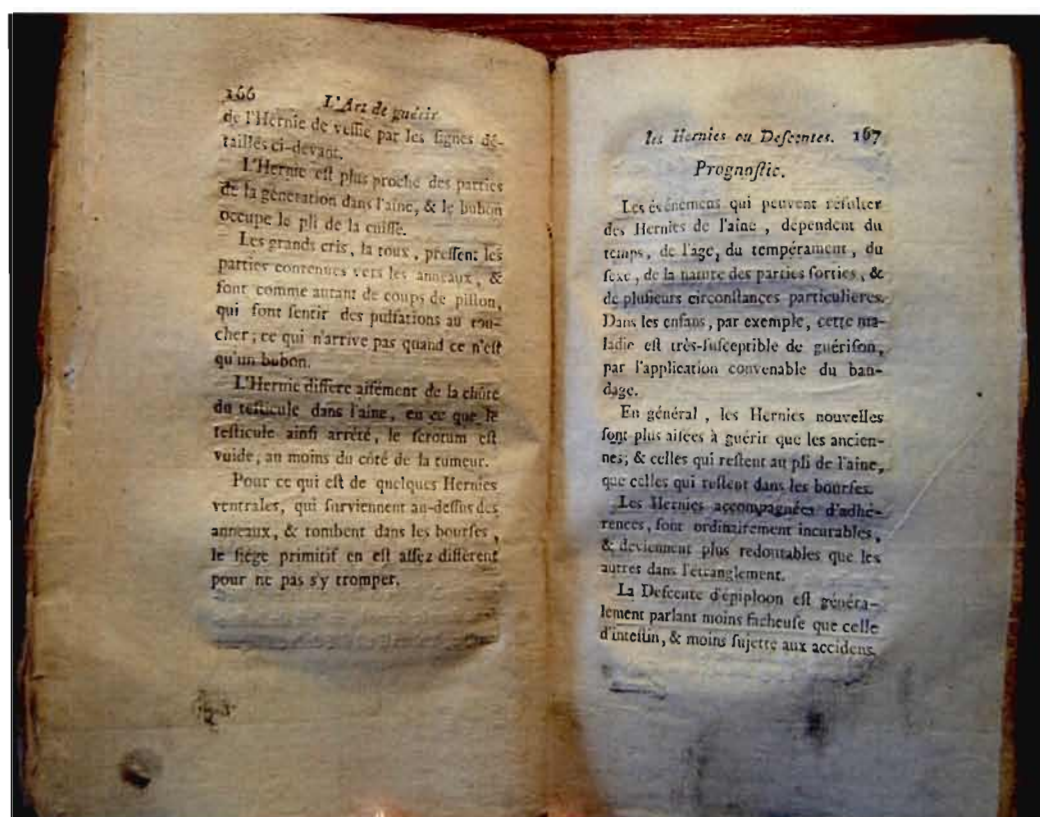 166 L'Art de guérir
de l'Hernie de vessie par les signes dé-
taillés ci-devant.
L'Hernie est plus proche des parties
de la génération dans l'aîne, & le bubon
occupe le pli de la cuisse.
Les grands cris, la toux, pressent les
parties contenues vers les anneaux, &
font comme autant de coups de piston,
qui font sentir des pulsations au tou-
cher; ce qui n'arrive pas quand ce n'est
qu'un bubon.
L'Hernie differe aisément de la chûte
du testicule dans l'aîne, en ce que le
testicule ainsi arrêté, le scrotum est
vuide, au moins du côté de la tumeur.
Pour ce qui est de quelques Hernies
ventrales, qui surviennent au-dessus des
anneaux, & tombent dans les bourses,
le siége primitif en est assez différent
pour ne pas s'y tromper.
les Hernies ou Descentes. 167
Prognostic.
Les événemens qui peuvent résulter
des Hernies de l'aîne, dépendent du
temps, de l'âge, du tempérament, du
sexe, de la nature des parties sorties, &
de plusieurs circonstances particulieres.
Dans les enfans, par exemple, cette ma-
ladie est très-susceptible de guérison,
par l'application convenable du ban-
dage.
En général, les Hernies nouvelles
sont plus aisées à guérir que les ancien-
nes; & celles qui restent au pli de l'aîne,
que celles qui restent dans les bourses.
Les Hernies accompagnées d'adhé-
rences, sont ordinairement incurables,
& deviennent plus redoutables que les
autres dans l'étranglement.
La Descente d'épiploon est généra-
lement parlant moins fâcheuse que celle
d'intestin, & moins sujette aux accidens.